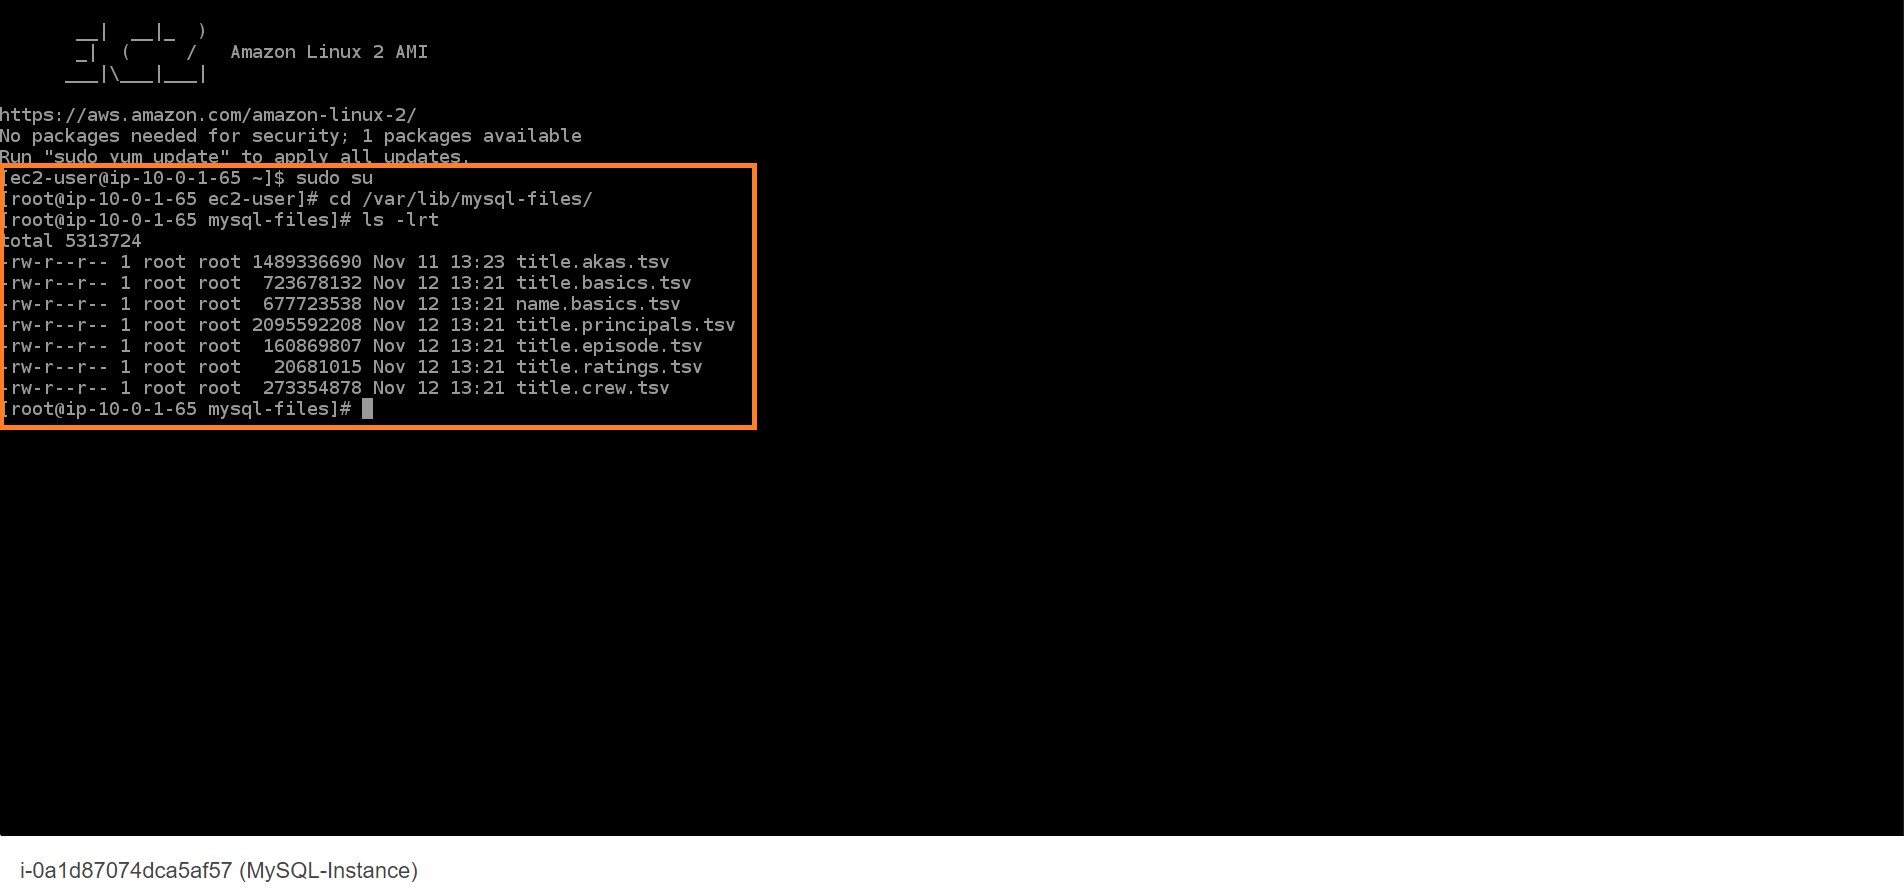 __|  __|_  )
_|  (     /   Amazon Linux 2 AMI
___|\___|___|
https://aws.amazon.com/amazon-linux-2/
No packages needed for security; 1 packages available
Run "sudo yum update" to apply all updates.
[ec2-user@ip-10-0-1-65 ~]$ sudo su
[root@ip-10-0-1-65 ec2-user]# cd /var/lib/mysql-files/
[root@ip-10-0-1-65 mysql-files]# ls -lrt
total 5313724
-rw-r--r-- 1 root root 1489336690 Nov 11 13:23 title.akas.tsv
-rw-r--r-- 1 root root  723678132 Nov 12 13:21 title.basics.tsv
-rw-r--r-- 1 root root  677723538 Nov 12 13:21 name.basics.tsv
-rw-r--r-- 1 root root 2095592208 Nov 12 13:21 title.principals.tsv
-rw-r--r-- 1 root root  160869807 Nov 12 13:21 title.episode.tsv
-rw-r--r-- 1 root root   20681015 Nov 12 13:21 title.ratings.tsv
-rw-r--r-- 1 root root  273354878 Nov 12 13:21 title.crew.tsv
[root@ip-10-0-1-65 mysql-files]#
i-0a1d87074dca5af57 (MySQL-Instance)